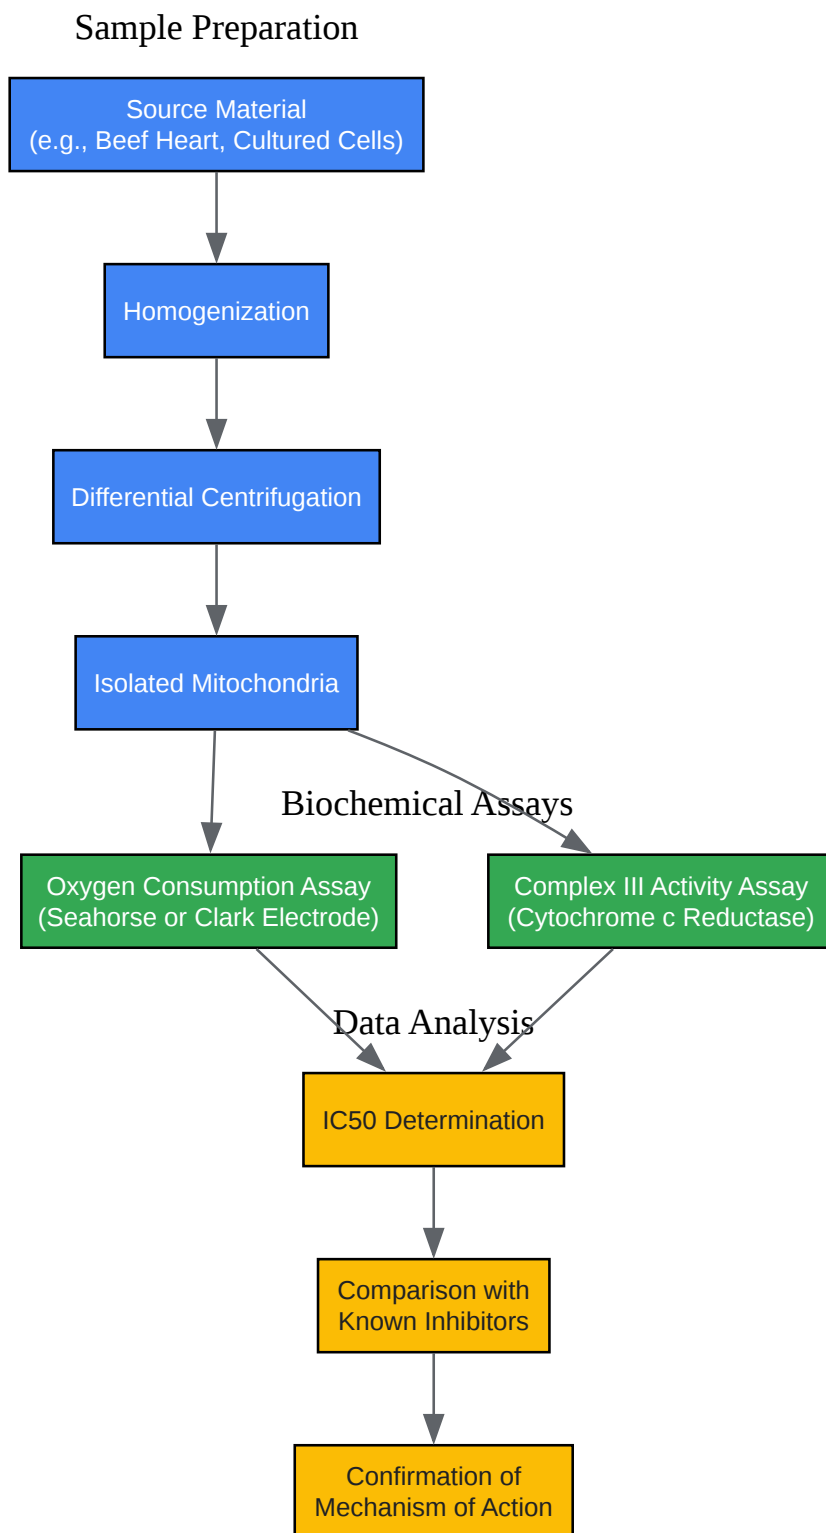 Sample Preparation
Source Material
(e.g., Beef Heart, Cultured Cells)
Homogenization
Differential Centrifugation
Isolated Mitochondria
Biochemical Assays
Oxygen Consumption Assay
(Seahorse or Clark Electrode)
Complex III Activity Assay
(Cytochrome c Reductase)
Data Analysis
IC50 Determination
Comparison with
Known Inhibitors
Confirmation of
Mechanism of Action